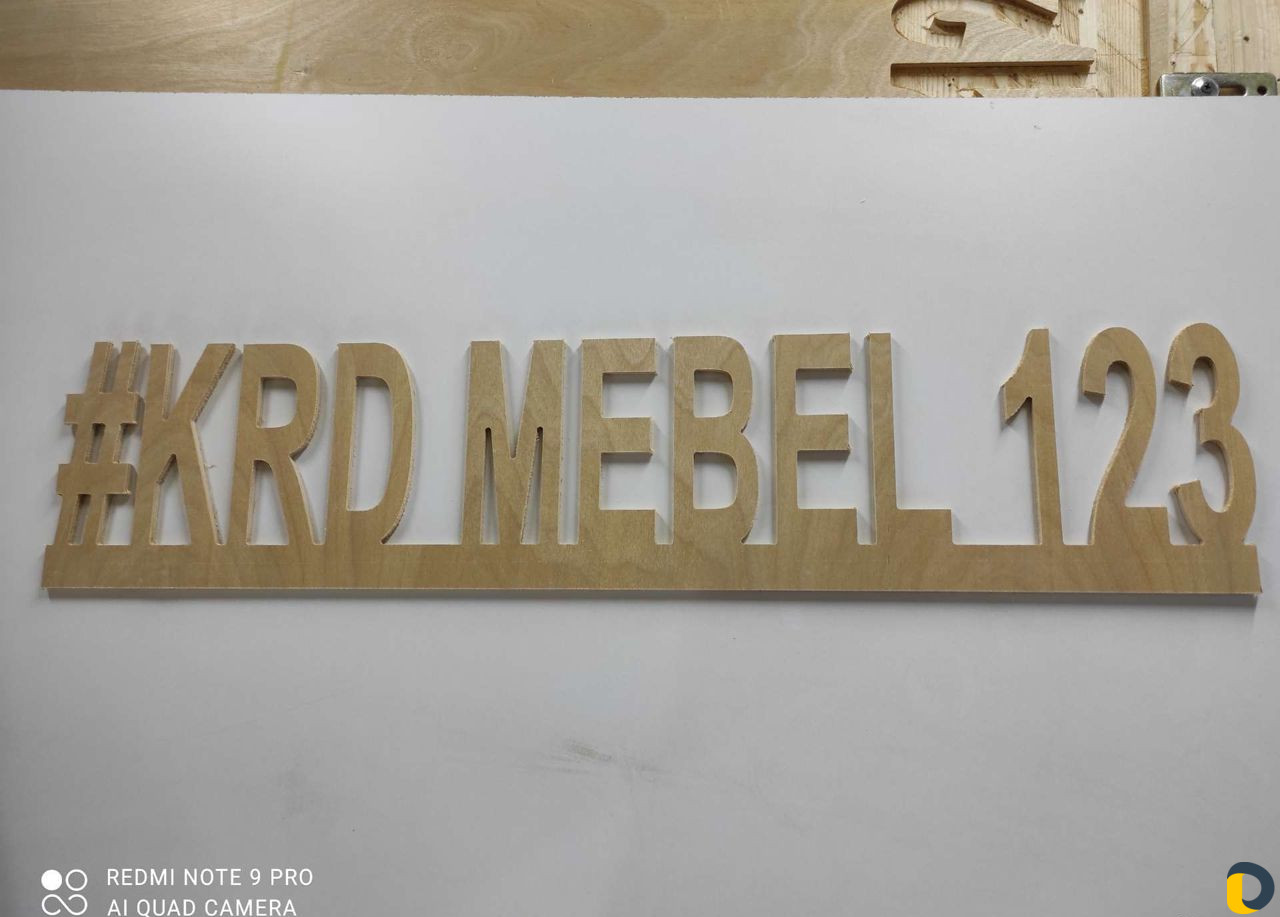 #KRD MEBEL 123
REDMI NOTE 9 PRO
AI QUAD CAMERA